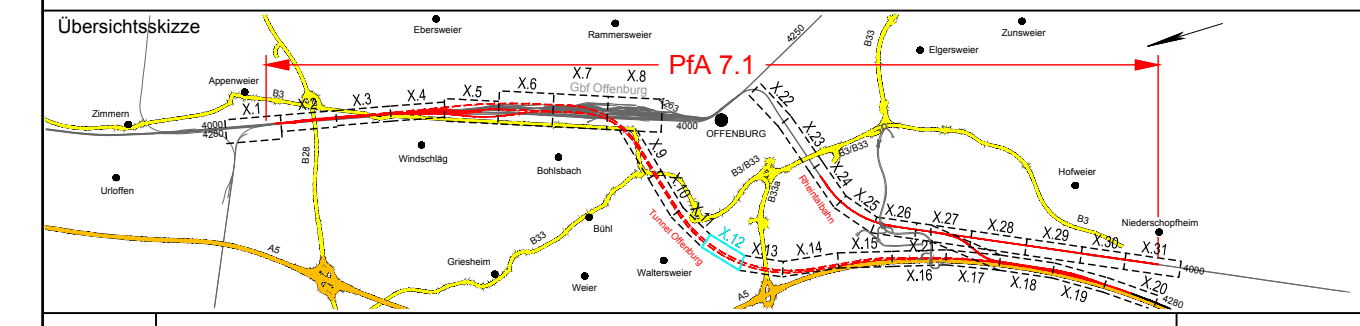 Übersichtsskizze
Ebersweier
Rammersweier
4250
B33
Zunsweier
Elgersweier
PfA 7.1
Appenweier
B3
Zimmern
4000
4280
X.1
X.2
X.3
X.4
X.5
X.6
X.7
X.8
Gbf Offenburg
4263
4000
OFFENBURG
X.22
X.23
X.24
X.25
X.26
X.27
X.28
X.29
X.30
X.31
B3/B33
B3/B33
B33a
B28
Windschläg
Bohlsbach
Urloffen
X.9
X.10
X.11
X.12
X.13
X.14
X.15
X.21
X.16
X.17
X.18
X.19
X.20
Tunnel Offenburg
Rheintalbahn
Hofweier
B3
Niederschopfheim
4000
4280
A5
Griesheim
B33
Bühl
Weier
Waltersweier
A5